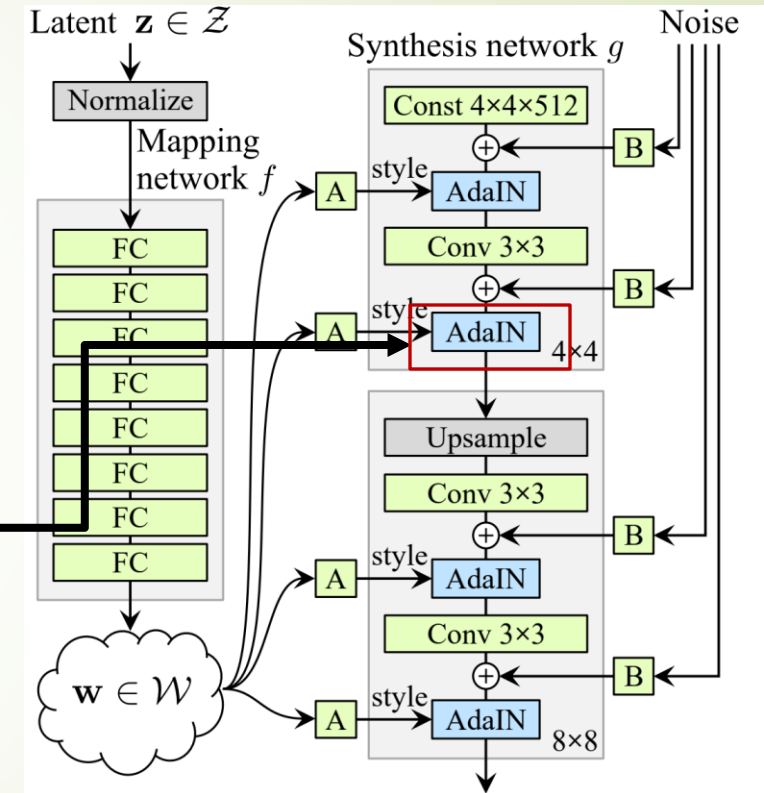 Latent z ∈ 𝒵
Normalize
Mapping
network f
FC
FC
FC
FC
FC
FC
FC
FC
w ∈ 𝒲
Synthesis network g
Noise
Const 4×4×512
B
A
style
AdaIN
Conv 3×3
B
A
style
AdaIN
4×4
Upsample
Conv 3×3
B
A
style
AdaIN
Conv 3×3
B
A
style
AdaIN
8×8